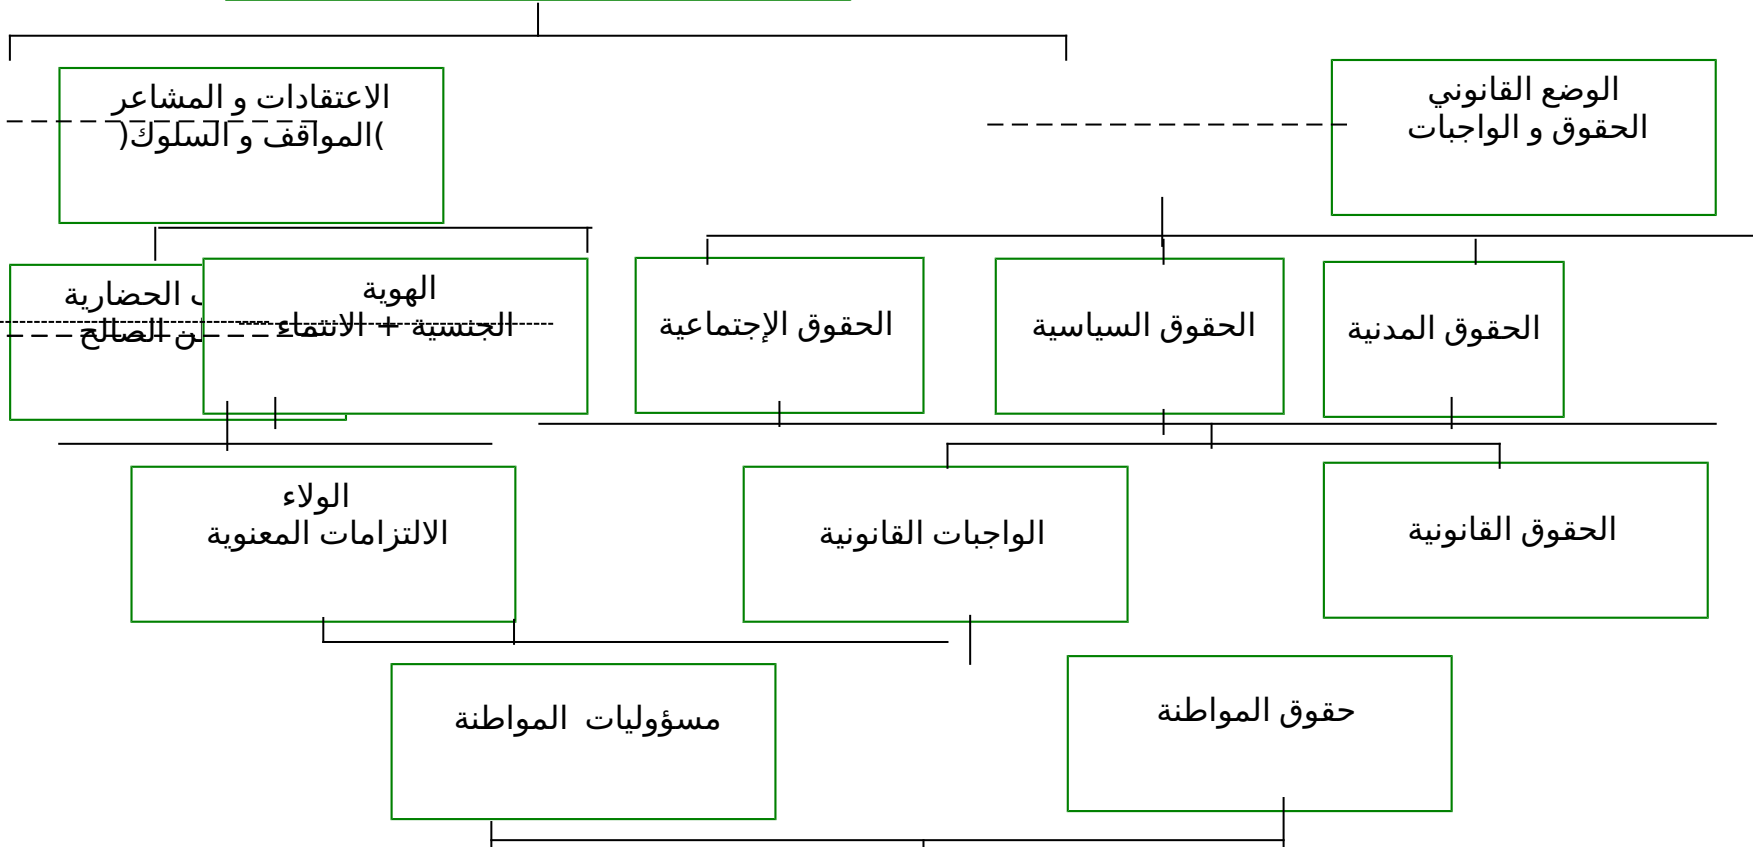 الوضع القانوني
الحقوق و الواجبات
الاعتقادات و المشاعر
)المواقف و السلوك(
الحقوق المدنية
الحقوق السياسية
الحقوق الإجتماعية
الهوية
الجنسية + الانتماء
الحضارية
الصالح
الحقوق القانونية
الواجبات القانونية
الولاء
الالتزامات المعنوية
حقوق المواطنة
مسؤوليات المواطنة